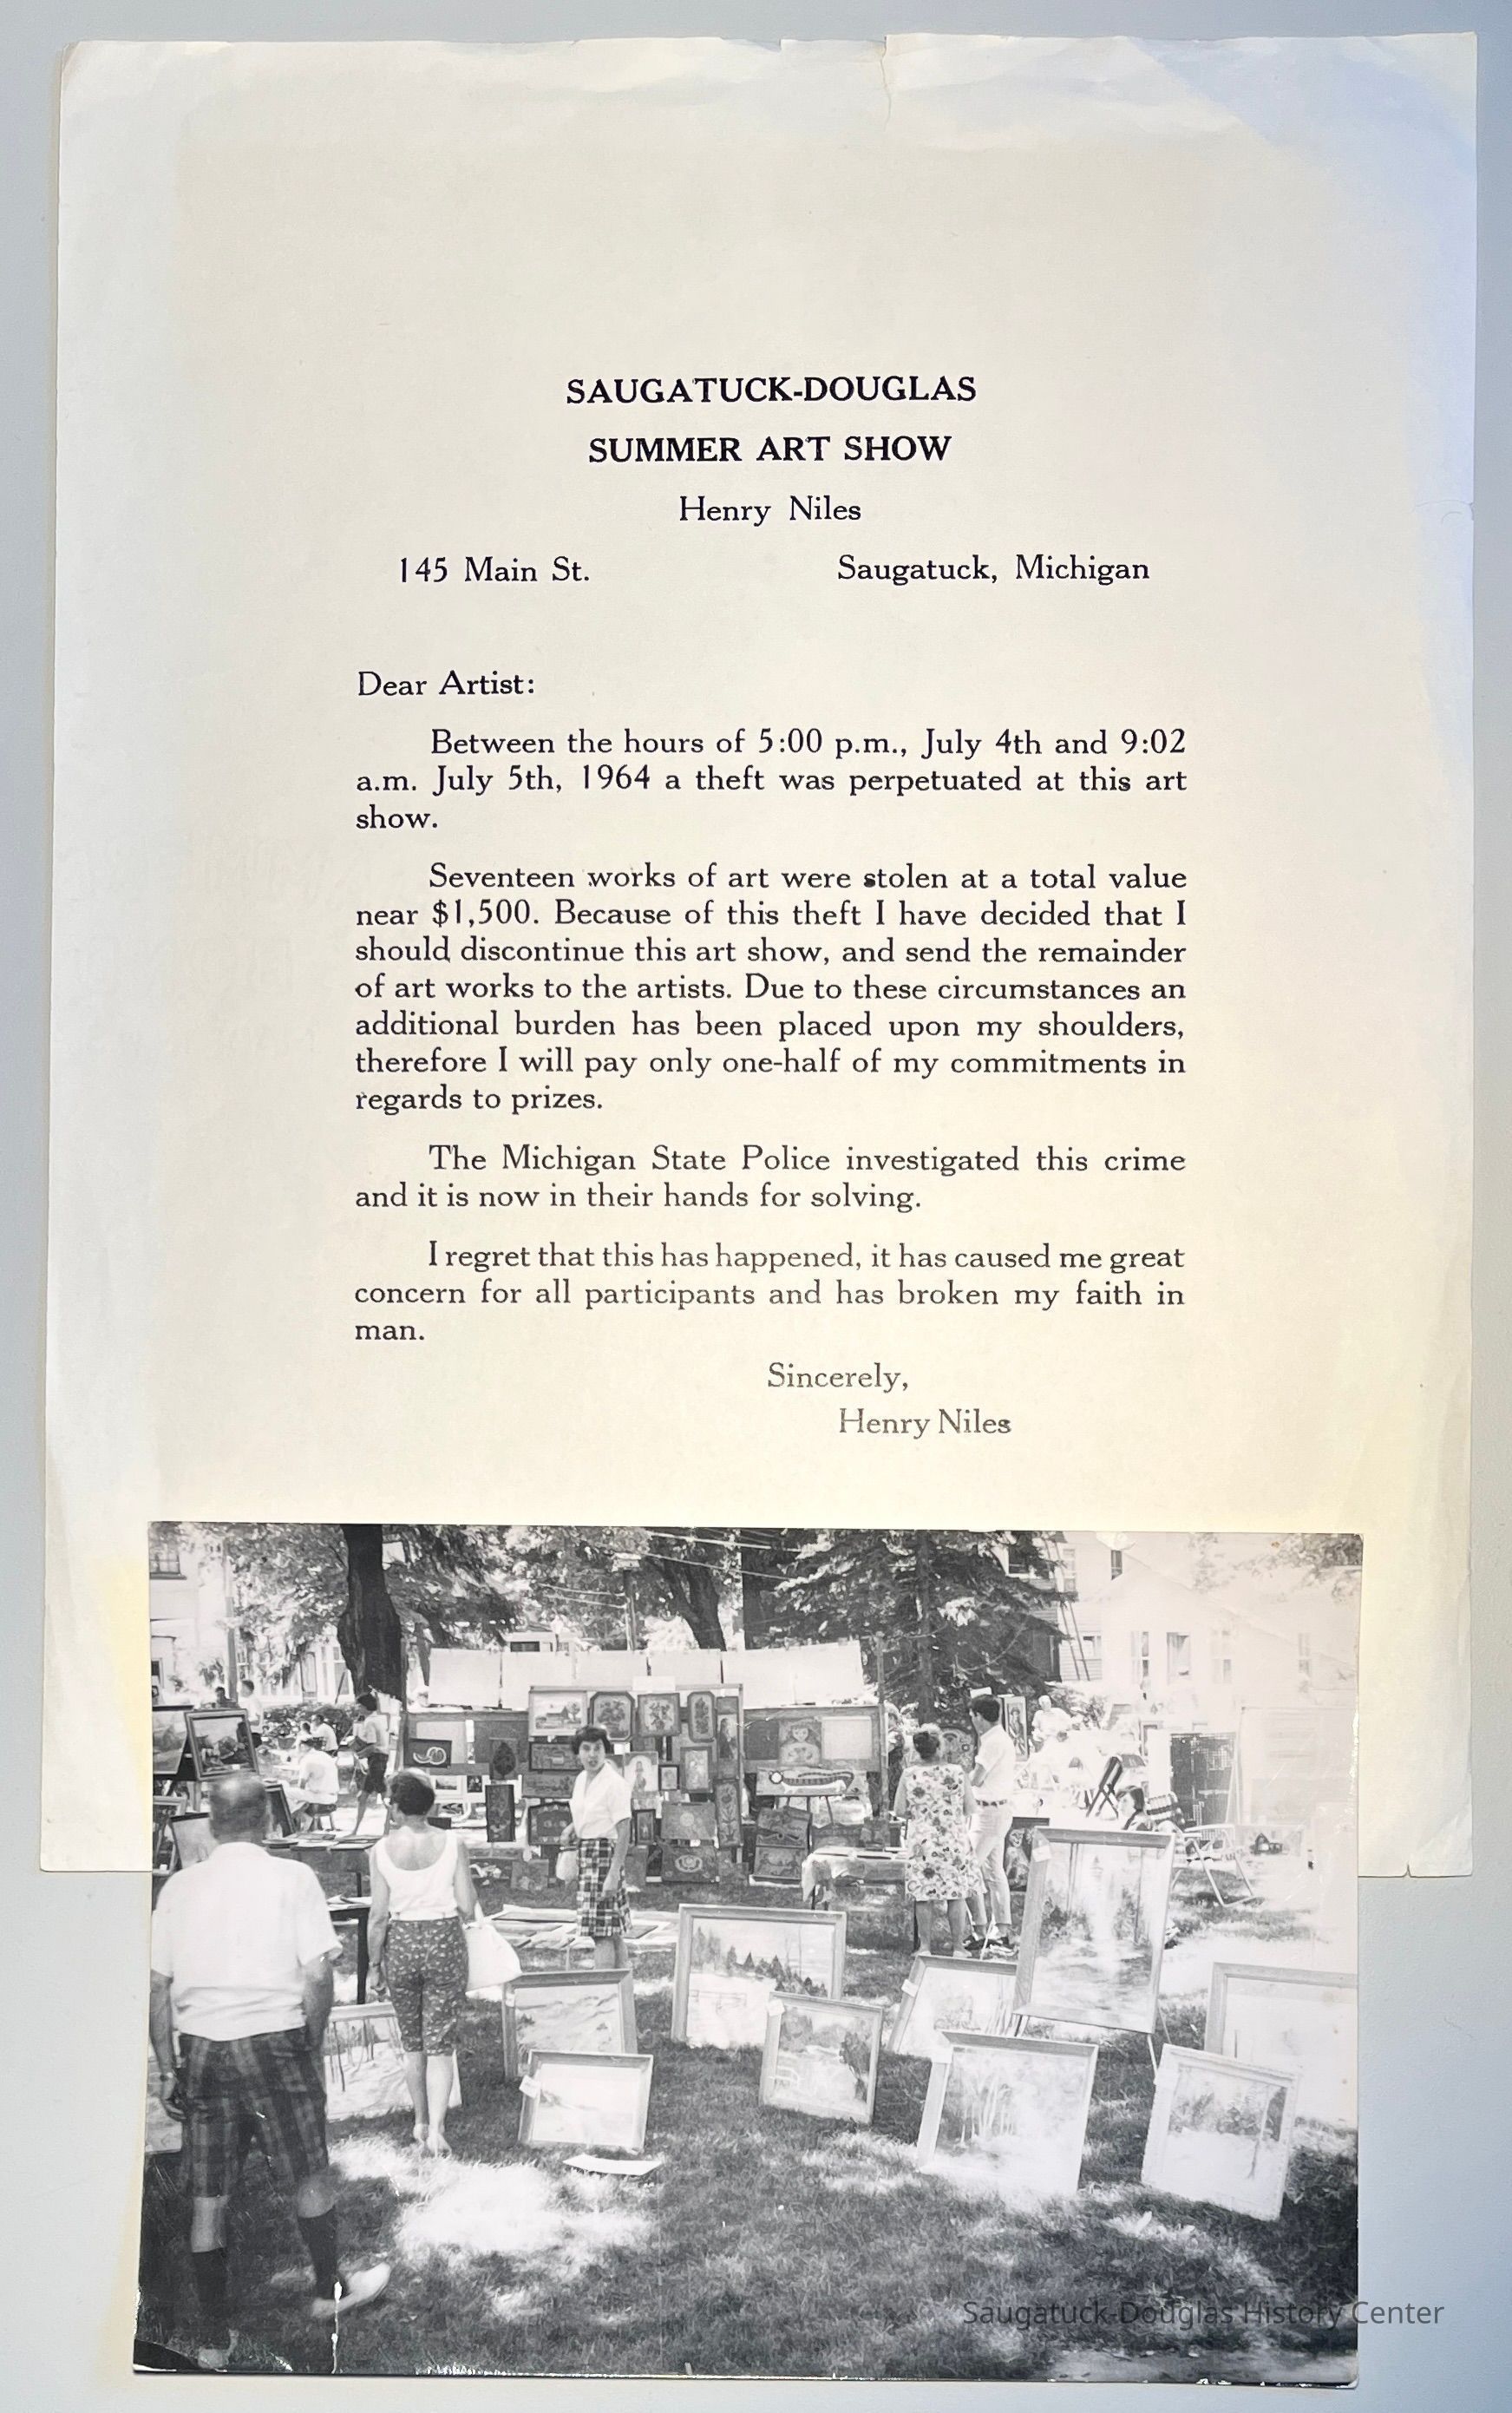 SAUGATUCK-DOUGLAS
SUMMER ART SHOW
Henry Niles
145 Main St. Saugatuck, Michigan
Dear Artist:
Between the hours of 5:00 p.m., July 4th and 9:02
a.m. July 5th, 1964 a theft was perpetuated at this art
show.
Seventeen works of art were stolen at a total value
near $1,500. Because of this theft I have decided that I
should discontinue this art show, and send the remainder
of art works to the artists. Due to these circumstances an
additional burden has been placed upon my shoulders,
therefore I will pay only one-half of my commitments in
regards to prizes.
The Michigan State Police investigated this crime
and it is now in their hands for solving.
I regret that this has happened, it has caused me great
concern for all participants and has broken my faith in
man.
Sincerely,
Henry Niles
Saugatuck-Douglas History Center